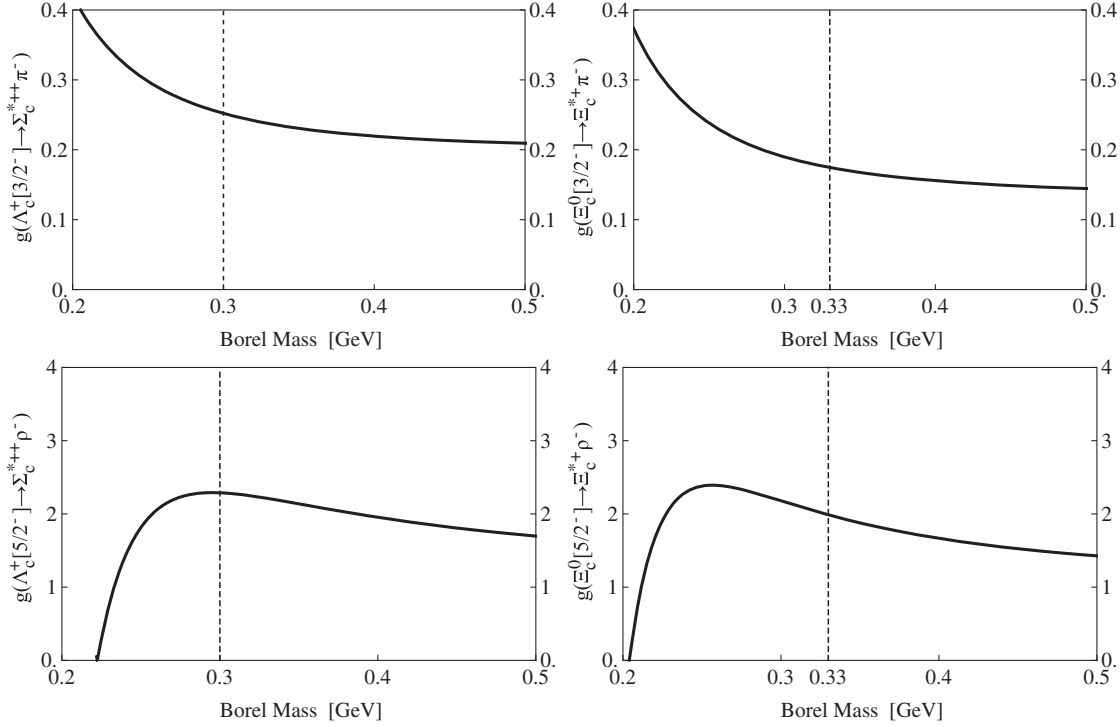 0.4 0.4 0.4 0.4
0.3 0.3 0.3 0.3
0.2 0.2 0.2 0.2
0.1 0.1 0.1 0.1
0. 0. 0. 0.
g(Λc+[3/2-]→Σc*++π-)
g(Ξc0[3/2-]→Ξc*+π-)
0.2 0.3 0.4 0.5 0.2 0.3 0.33 0.4 0.5
Borel Mass [GeV] Borel Mass [GeV]
4 4 4 4
3 3 3 3
2 2 2 2
1 1 1 1
0. 0. 0. 0.
g(Λc+[5/2-]→Σc*++ρ-)
g(Ξc0[5/2-]→Ξc*+ρ-)
0.2 0.3 0.4 0.5 0.2 0.3 0.33 0.4 0.5
Borel Mass [GeV] Borel Mass [GeV]